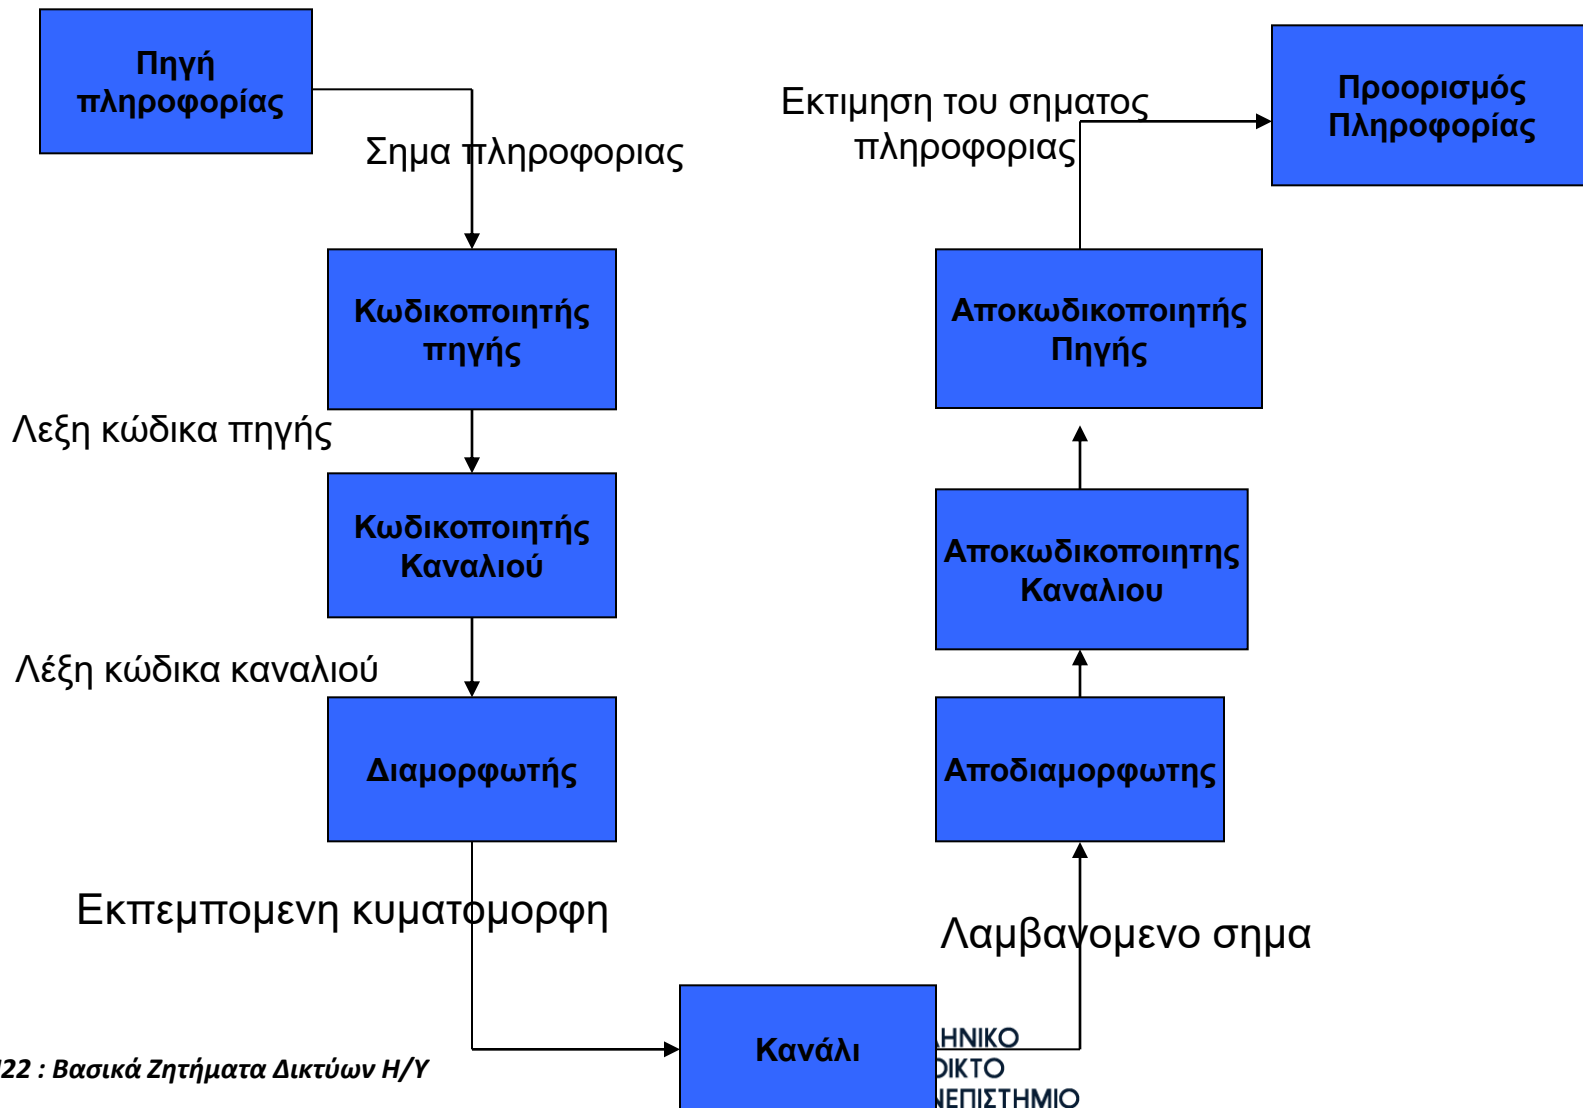 Πηγή
πληροφορίας
Σημα πληροφοριας
Κωδικοποιητής
πηγής
Λεξη κώδικα πηγής
Κωδικοποιητής
Καναλιού
Λέξη κώδικα καναλιού
Διαμορφωτής
Εκπεμπομενη κυματομορφη
Κανάλι
Λαμβανομενο σημα
Αποδιαμορφωτης
Αποκωδικοποιητης
Καναλιου
Αποκωδικοποιητής
Πηγής
Εκτιμηση του σηματος
πληροφοριας
Προορισμός
Πληροφορίας
22 : Βασικά Ζητήματα Δικτύων Η/Υ